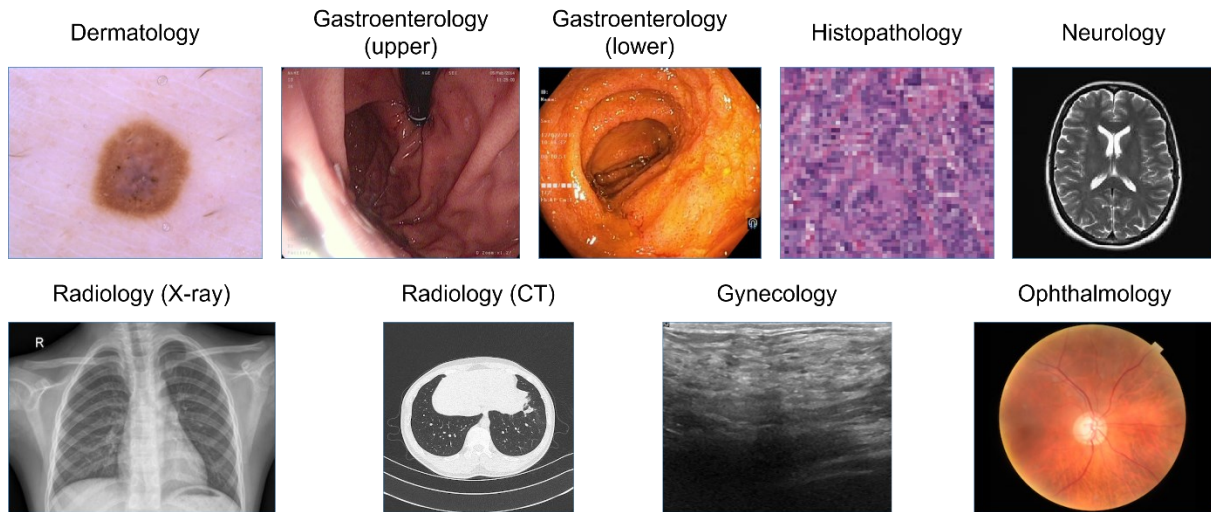 Dermatology
Gastroenterology
(upper)
Gastroenterology
(lower)
Histopathology
Neurology
Radiology (X-ray)
Radiology (CT)
Gynecology
Ophthalmology
R